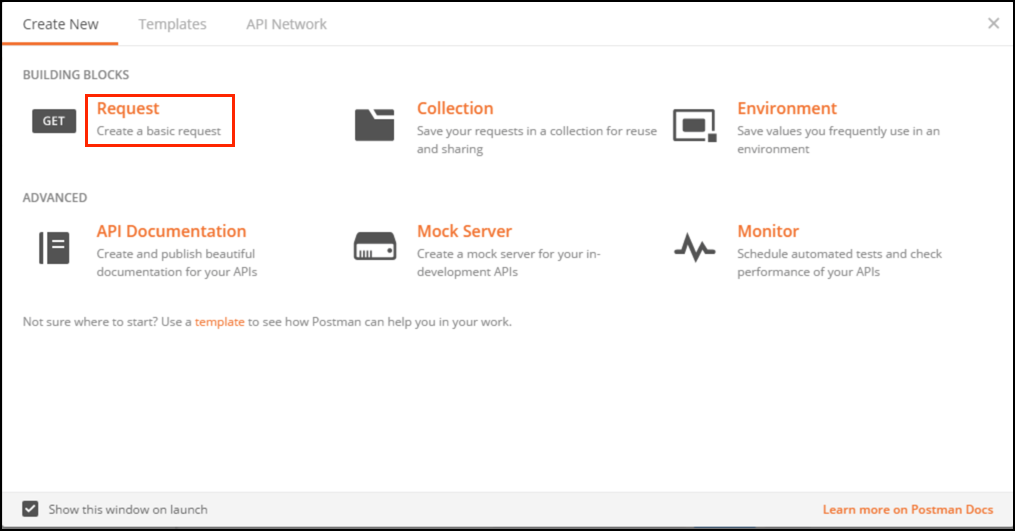 Create New Templates API Network
BUILDING BLOCKS
GET
Request
Create a basic request
Collection
Save your requests in a collection for reuse
and sharing
Environment
Save values you frequently use in an
environment
ADVANCED
API Documentation
Create and publish beautiful
documentation for your APIs
Mock Server
Create a mock server for your in-
development APIs
Monitor
Schedule automated tests and check
performance of your APIs
Not sure where to start? Use a template to see how Postman can help you in your work.
Show this window on launch
Learn more on Postman Docs